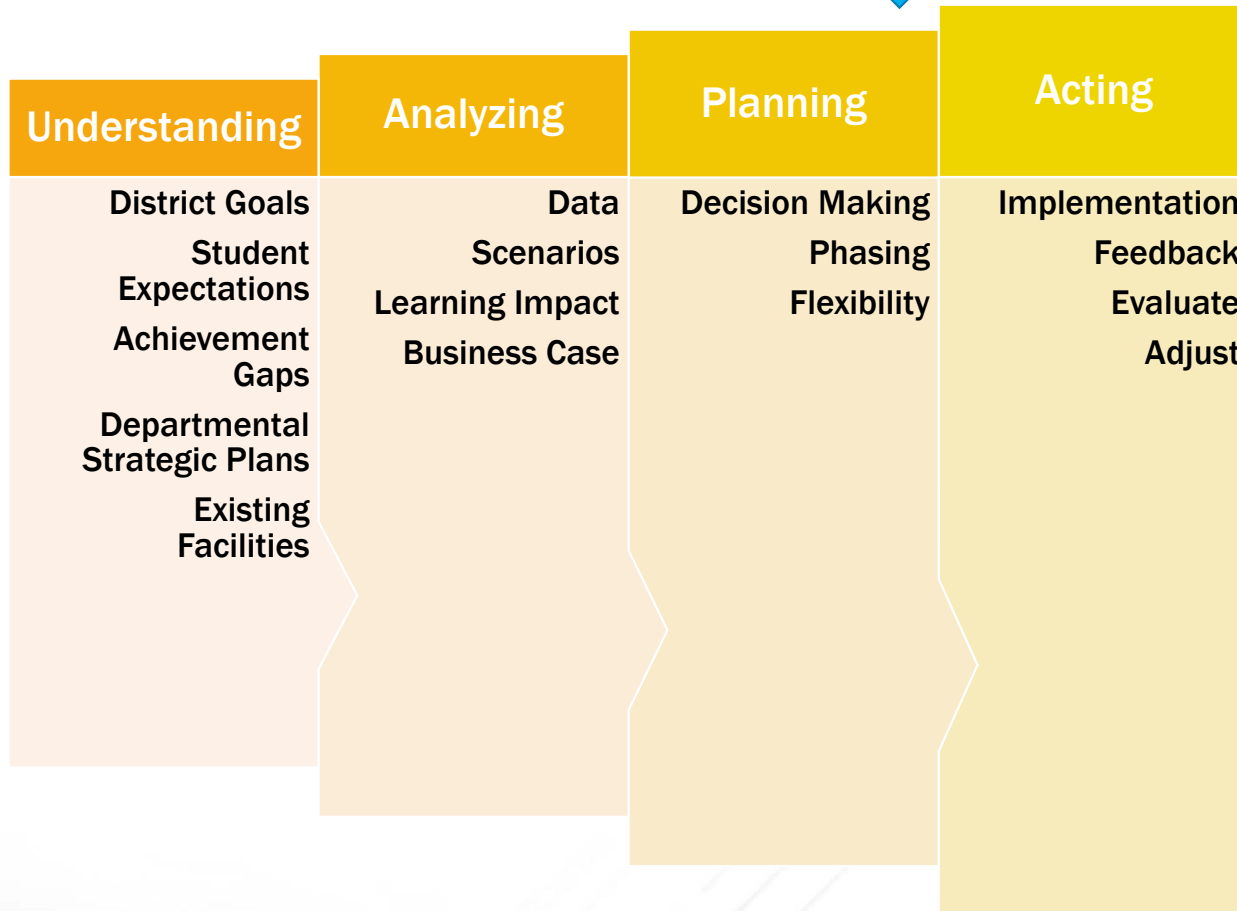 Understanding
District Goals
Student
Expectations
Achievement
Gaps
Departmental
Strategic Plans
Existing
Facilities
Analyzing
Data
Scenarios
Learning Impact
Business Case
Planning
Decision Making
Phasing
Flexibility
Acting
Implementation
Feedback
Evaluate
Adjust